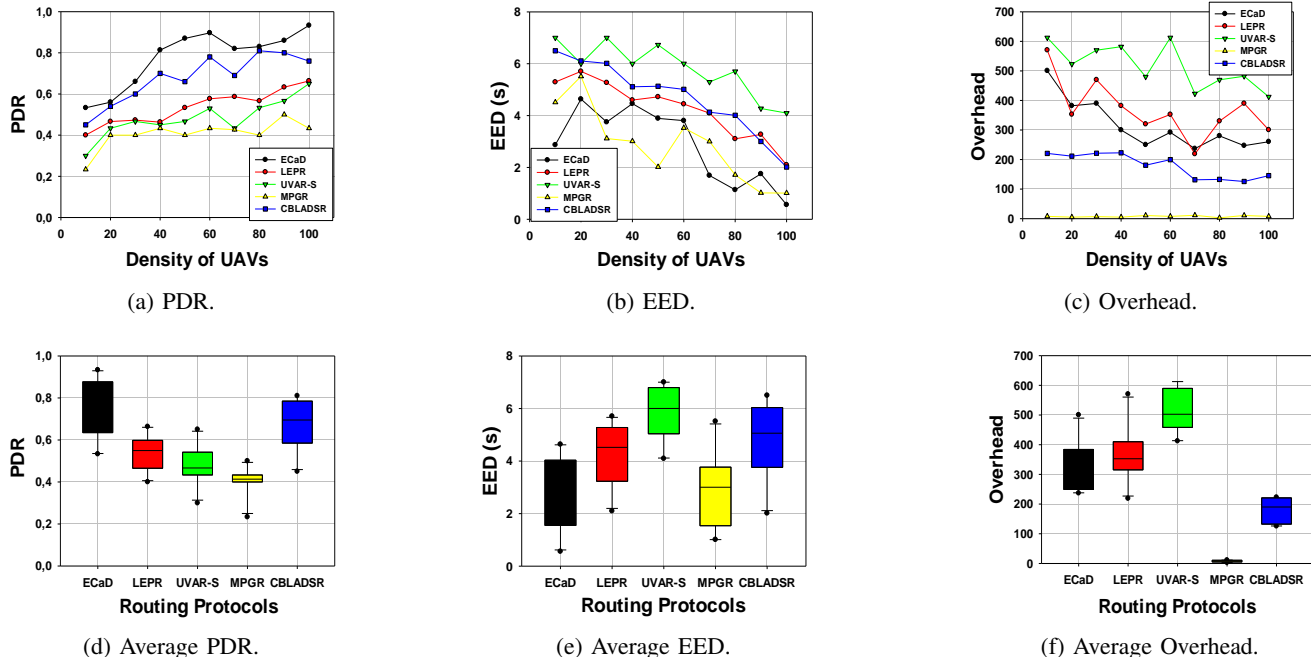 1,0
0,8
0,6
0,4
0,2
0,0
PDR
0 20 40 60 80 100
Density of UAVs
ECaD
LEPR
UVAR-S
MPGR
CBLADSR
(a) PDR.
8
6
4
2
0
EED (s)
0 20 40 60 80 100
Density of UAVs
ECaD
LEPR
UVAR-S
MPGR
CBLADSR
(b) EED.
700
600
500
400
300
200
100
0
Overhead
0 20 40 60 80 100
Density of UAVs
ECaD
LEPR
UVAR-S
MPGR
CBLADSR
(c) Overhead.
1,0
0,8
0,6
0,4
0,2
0,0
PDR
ECaD LEPR UVAR-S MPGR CBLADSR
Routing Protocols
(d) Average PDR.
8
6
4
2
0
EED (s)
ECaD LEPR UVAR-S MPGR CBLADSR
Routing Protocols
(e) Average EED.
700
600
500
400
300
200
100
0
Overhead
ECaD LEPR UVAR-S MPGR CBLADSR
Routing Protocols
(f) Average Overhead.